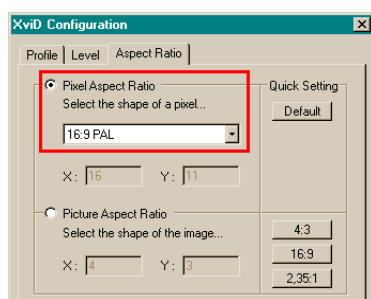 XviD Configuration
Profile Level Aspect Ratio
Pixel Aspect Ratio
Quick Setting
Select the shape of a pixel...
Default
16:9 PAL
X: 16 Y: 11
Picture Aspect Ratio
Select the shape of the image...
4:3
16:9
X: 4 Y: 3
2,35:1